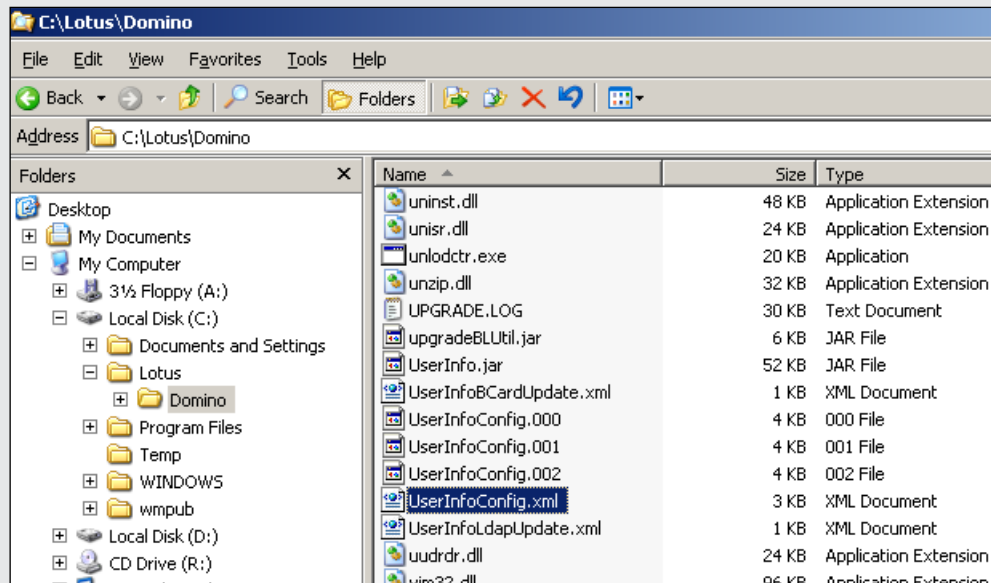 C:\Lotus\Domino
File Edit View Favorites Tools Help
Back Search Folders
Address C:\Lotus\Domino
Folders X
Desktop
My Documents
My Computer
3½ Floppy (A:)
Local Disk (C:)
Documents and Settings
Lotus
Domino
Program Files
Temp
WINDOWS
wmpub
Local Disk (D:)
CD Drive (R:)
Name Size Type
uninst.dll 48 KB Application Extension
unisr.dll 24 KB Application Extension
unlodctr.exe 20 KB Application
unzip.dll 32 KB Application Extension
UPGRADE.LOG 30 KB Text Document
upgradeBLUtil.jar 6 KB JAR File
UserInfo.jar 52 KB JAR File
UserInfoBCardUpdate.xml 1 KB XML Document
UserInfoConfig.000 4 KB 000 File
UserInfoConfig.001 4 KB 001 File
UserInfoConfig.002 4 KB 002 File
UserInfoConfig.xml 3 KB XML Document
UserInfoLdapUpdate.xml 1 KB XML Document
uudrdr.dll 24 KB Application Extension
vim32.dll 96 KB Application Extension